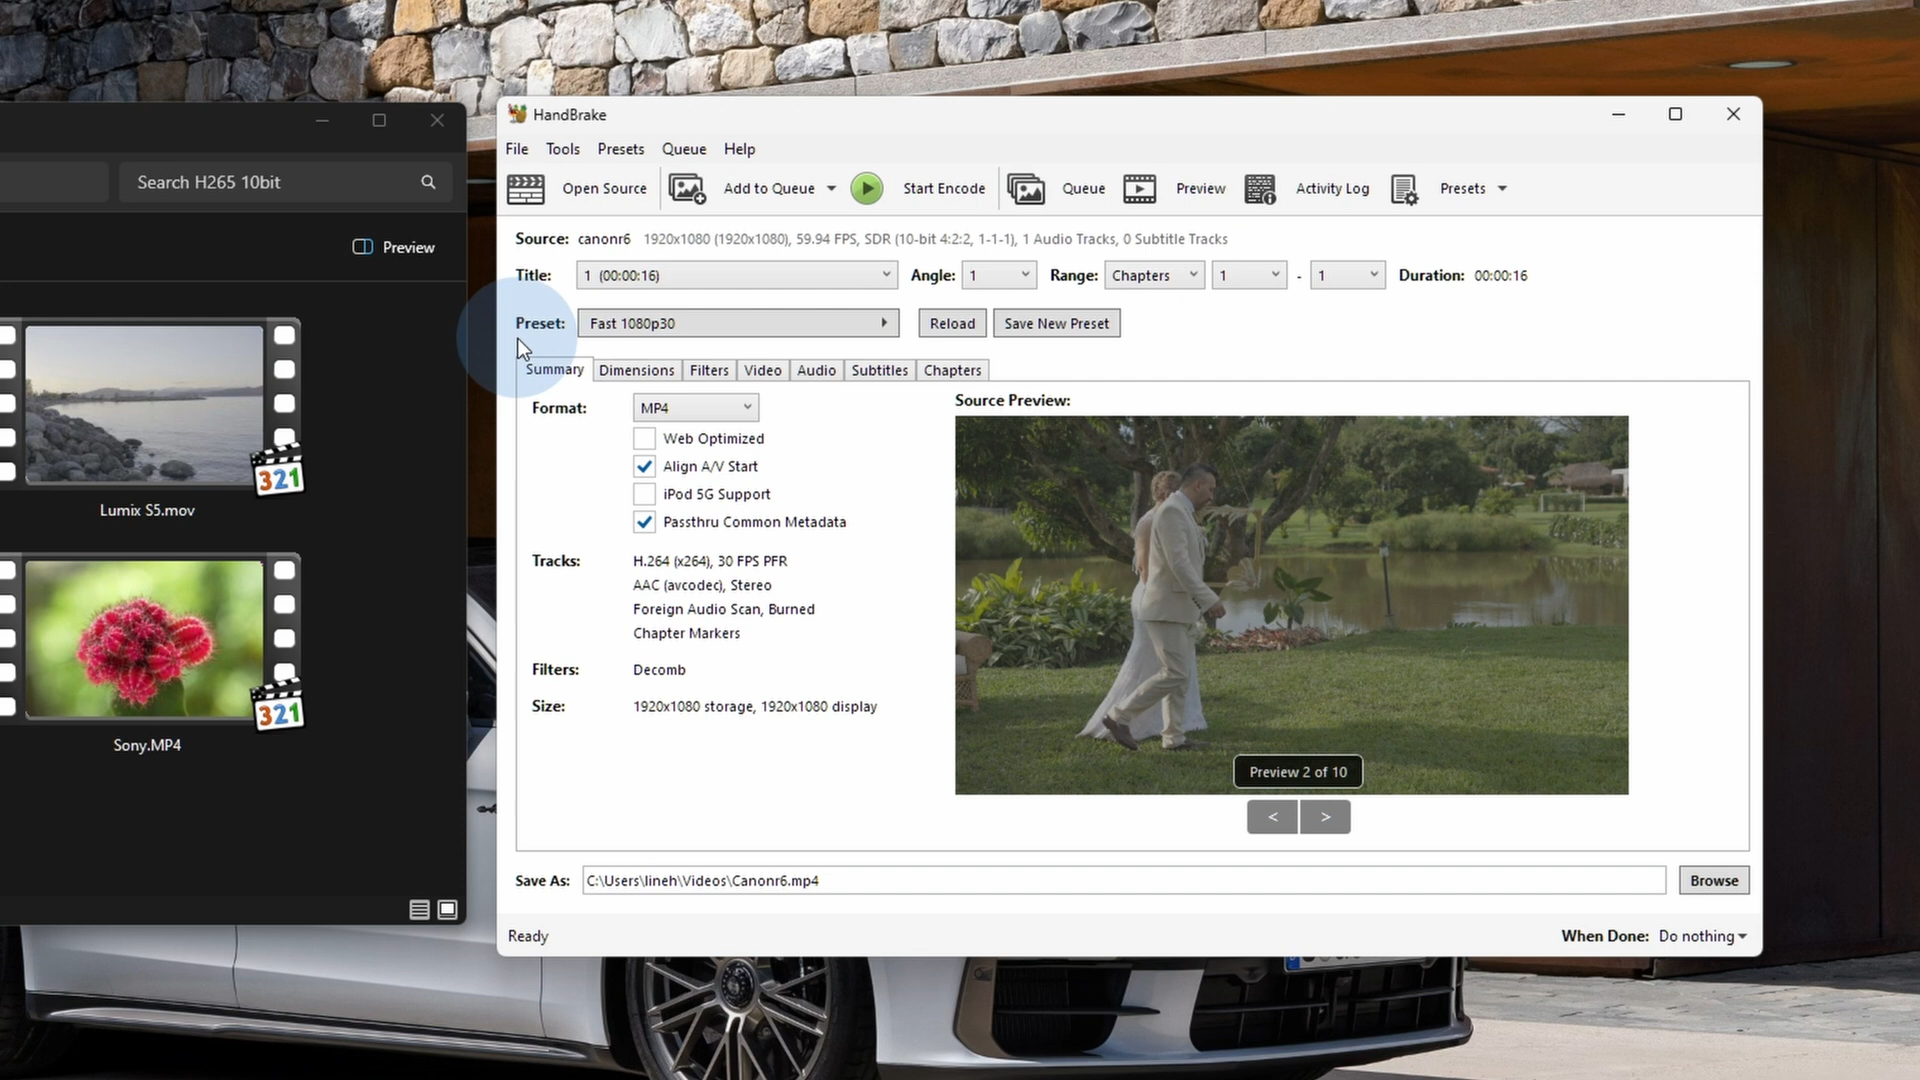 Search H265 10bit
Preview
Lumix S5.mov
321
Sony.MP4
321
HandBrake
File Tools Presets Queue Help
Open Source Add to Queue Start Encode Queue Preview Activity Log Presets
Source: canonr6 1920x1080 (1920x1080), 59.94 FPS, SDR (10-bit 4:2:2, 1-1-1), 1 Audio Tracks, 0 Subtitle Tracks
Title: 1 (00:00:16) Angle: 1 Range: Chapters 1 - 1 Duration: 00:00:16
Preset: Fast 1080p30 Reload Save New Preset
Summary Dimensions Filters Video Audio Subtitles Chapters
Format: MP4
Web Optimized
Align A/V Start
iPod 5G Support
Passthru Common Metadata
Tracks: H.264 (x264), 30 FPS PFR
AAC (avcodec), Stereo
Foreign Audio Scan, Burned
Chapter Markers
Filters: Decomb
Size: 1920x1080 storage, 1920x1080 display
Source Preview:
Preview 2 of 10
< >
Save As: C:\Users\lineh\Videos\Canonr6.mp4 Browse
Ready When Done: Do nothing